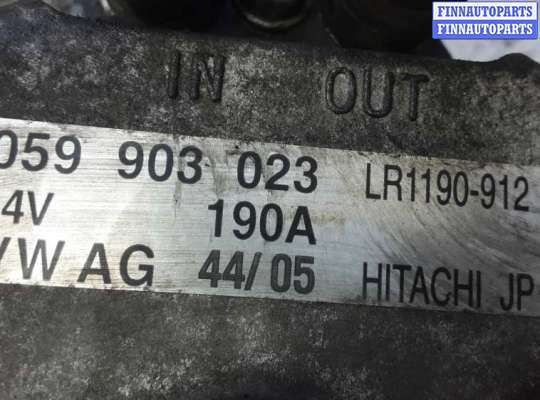 FINNAUTOPARTS
FINNAUTOPARTS
IN OUT
059 903 023 LR1190-912
4V 190A
VW AG 44/05 HITACHI JP